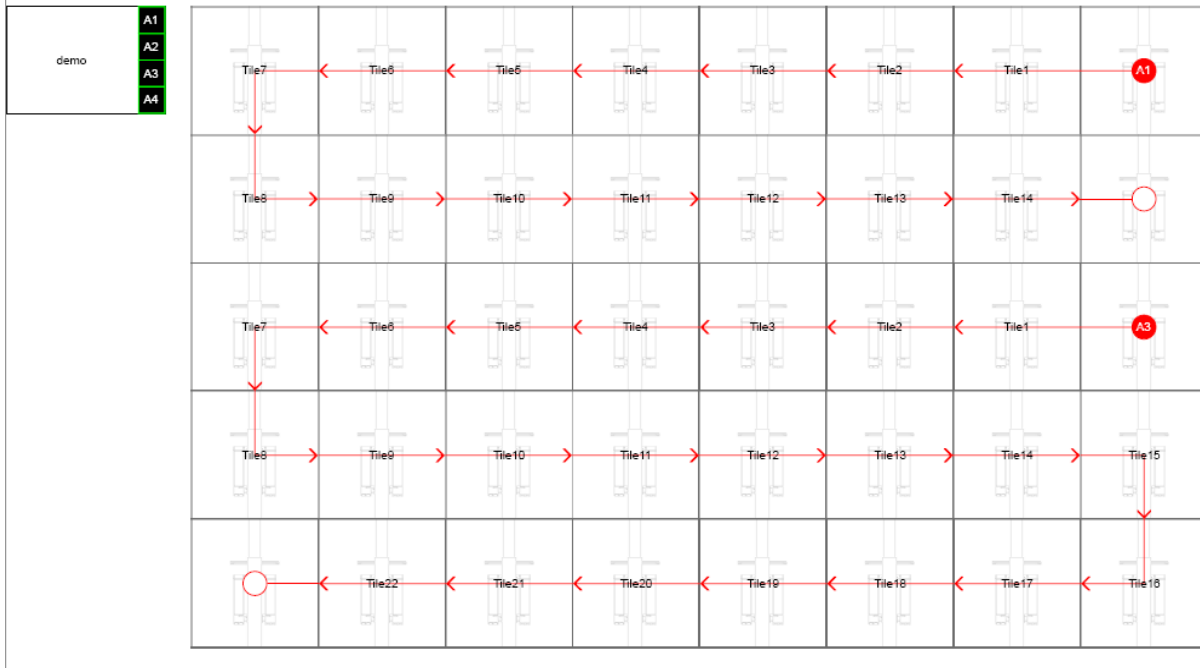 demo
A1
A2
A3
A4
Tile7 Tile6 Tile5 Tile4 Tile3 Tile2 Tile1 A1
Tile8 Tile9 Tile10 Tile11 Tile12 Tile13 Tile14
Tile7 Tile6 Tile5 Tile4 Tile3 Tile2 Tile1 A3
Tile8 Tile9 Tile10 Tile11 Tile12 Tile13 Tile14 Tile15
Tile22 Tile21 Tile20 Tile19 Tile18 Tile17 Tile16